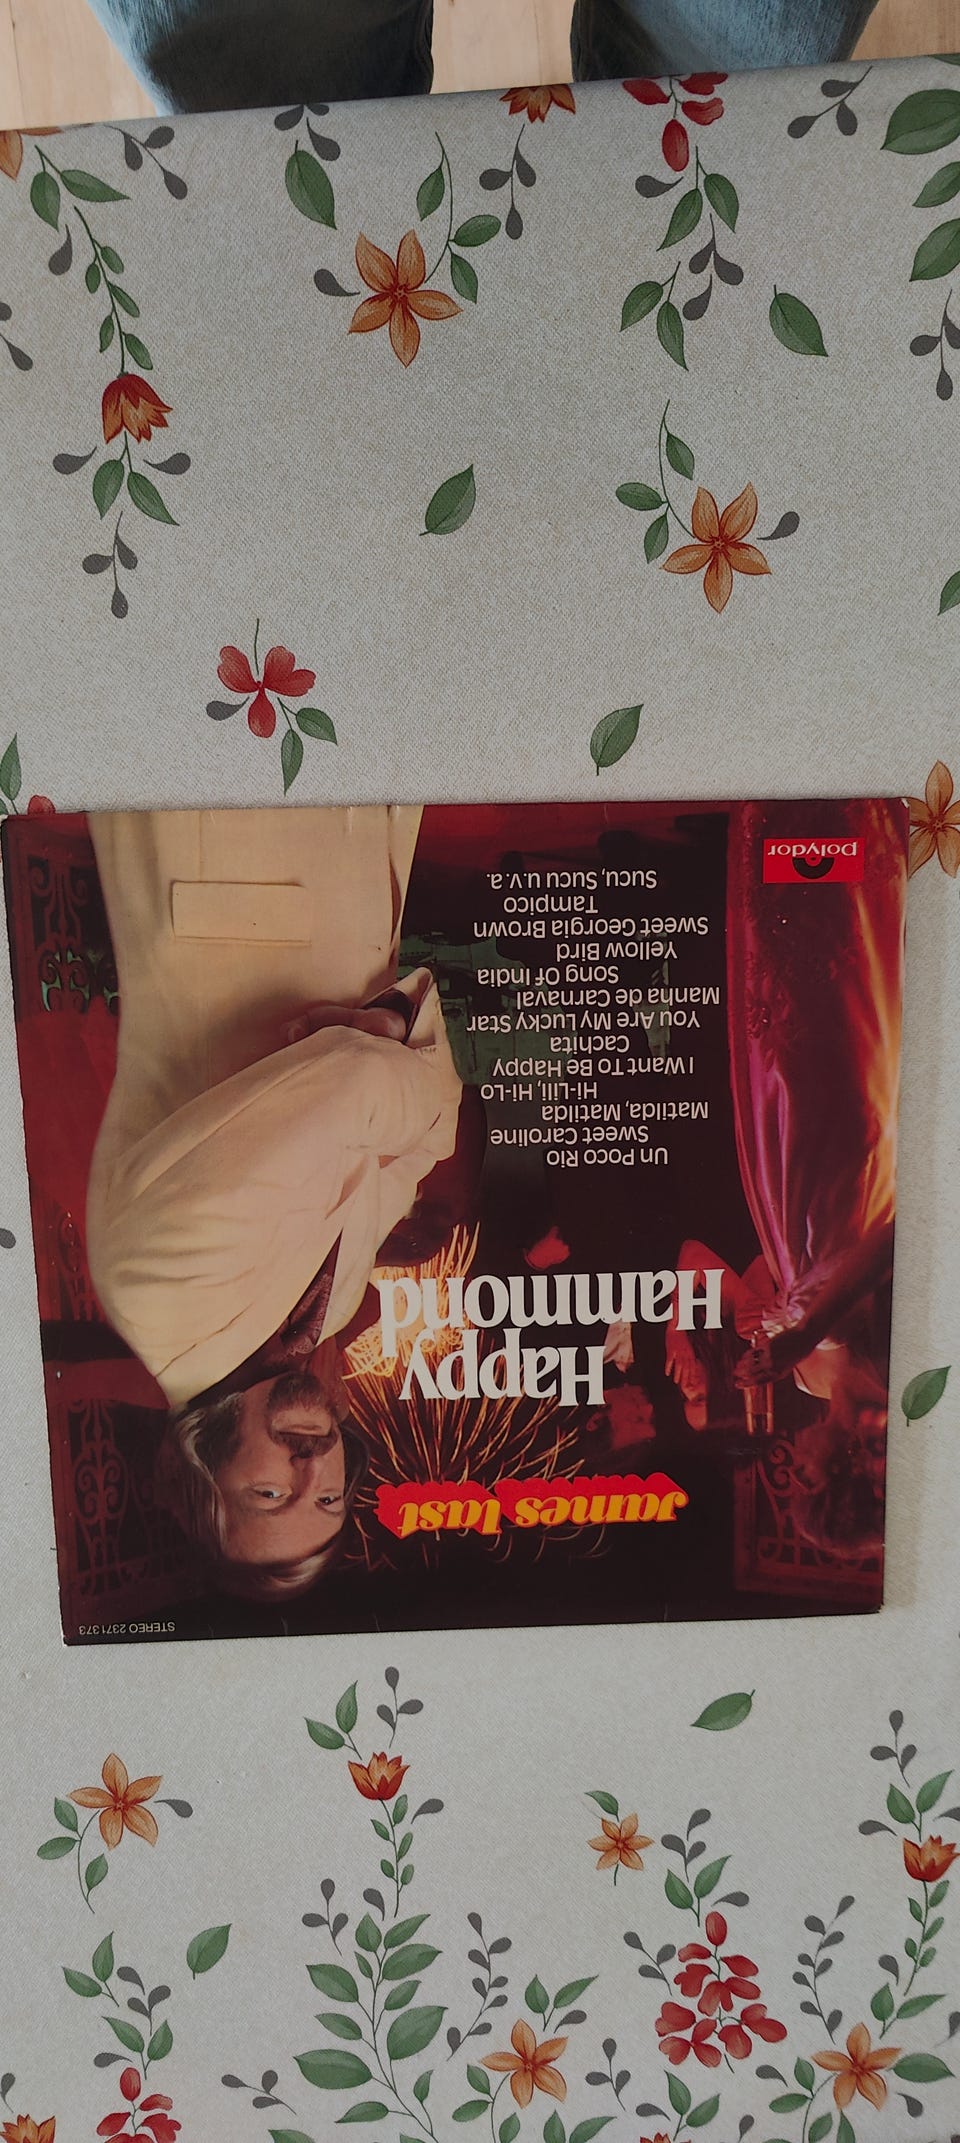 STEREO 2371 373
James Last
Happy
Hammond
Un Poco Rio
Sweet Caroline
Matilda, Matilda
Hi-Lili, Hi-Lo
I Want To Be Happy
Cachita
You Are My Lucky Star
Manha de Carnaval
Song Of India
Yellow Bird
Sweet Georgia Brown
Tampico
Sucu, Sucu u.v.a.
polydor